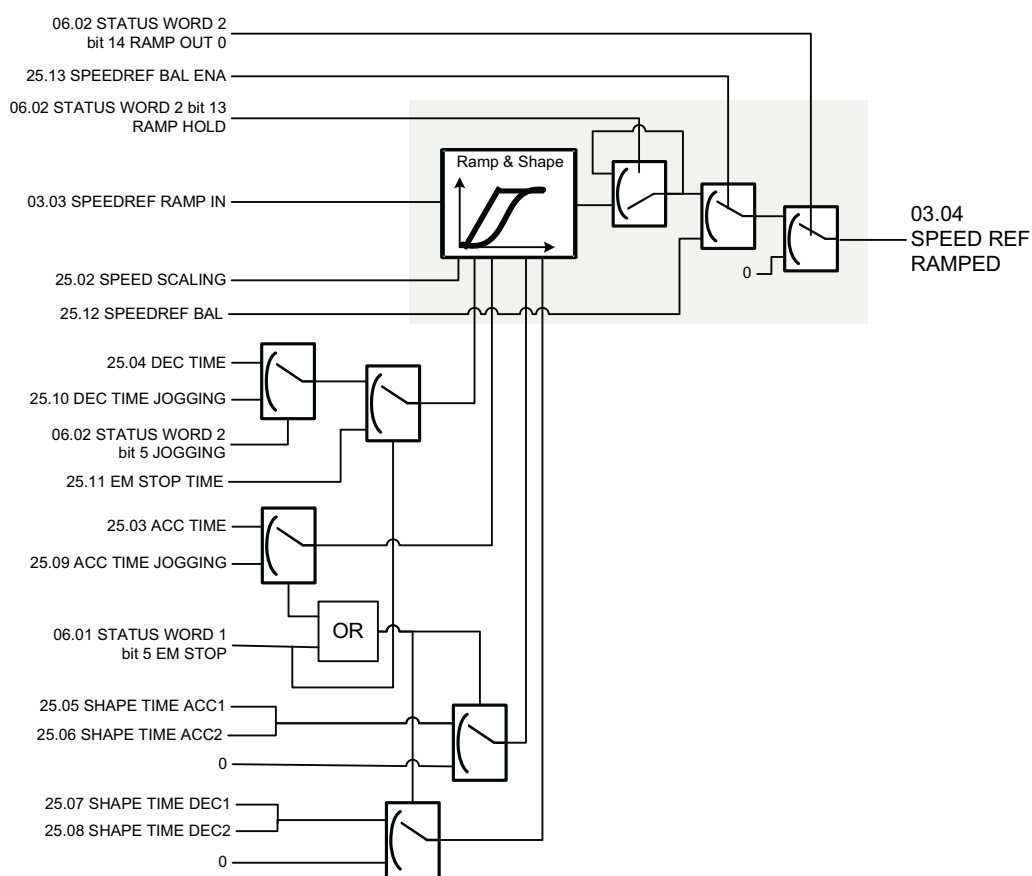 06.02 STATUS WORD 2
bit 14 RAMP OUT 0
25.13 SPEEDREF BAL ENA
06.02 STATUS WORD 2 bit 13
RAMP HOLD
Ramp & Shape
03.03 SPEEDREF RAMP IN
03.04
SPEED REF
RAMPED
0
25.02 SPEED SCALING
25.12 SPEEDREF BAL
25.04 DEC TIME
25.10 DEC TIME JOGGING
06.02 STATUS WORD 2
bit 5 JOGGING
25.11 EM STOP TIME
25.03 ACC TIME
25.09 ACC TIME JOGGING
OR
06.01 STATUS WORD 1
bit 5 EM STOP
25.05 SHAPE TIME ACC1
25.06 SHAPE TIME ACC2
0
25.07 SHAPE TIME DEC1
25.08 SHAPE TIME DEC2
0